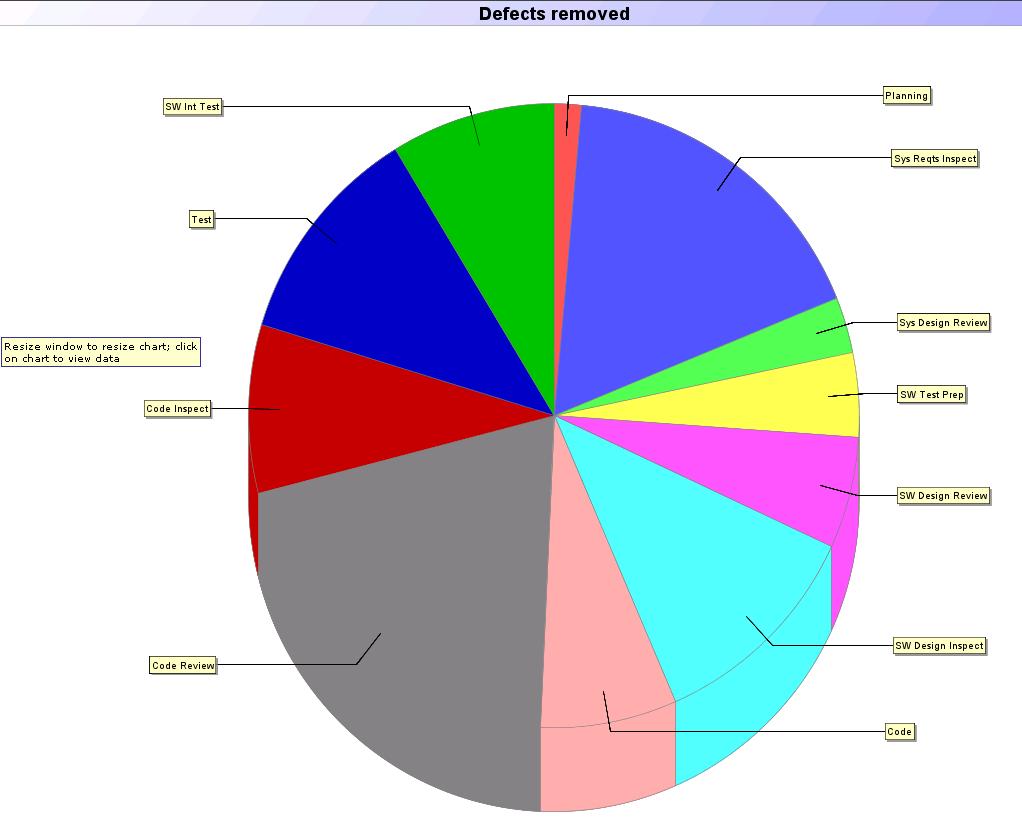 Defects removed
SW Int Test
Planning
Sys Reqts Inspect
Test
Sys Design Review
Resize window to resize chart; click
on chart to view data
SW Test Prep
Code Inspect
SW Design Review
SW Design Inspect
Code Review
Code